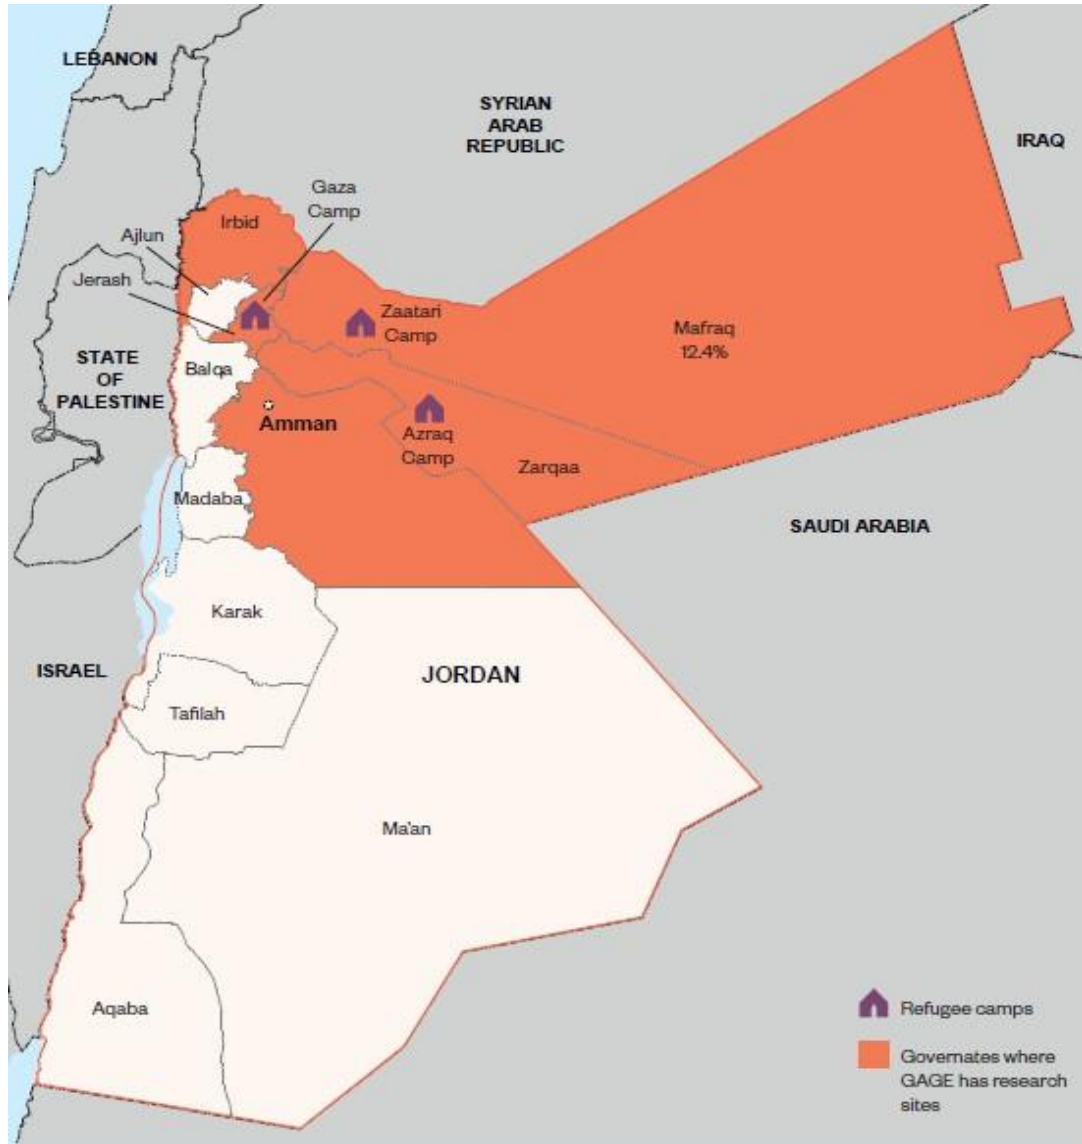 LEBANON
SYRIAN
ARAB
REPUBLIC
IRAQ
Gaza
Camp
Irbid
Ajlun
Jerash
Zaatari
Camp
Mafraq
12.4%
STATE
OF
PALESTINE
Balqa
Amman
Azraq
Camp
Zarqaa
Madaba
SAUDI ARABIA
Karak
ISRAEL
JORDAN
Tafilah
Ma'an
Aqaba
Refugee camps
Governates where
GAGE has research
sites